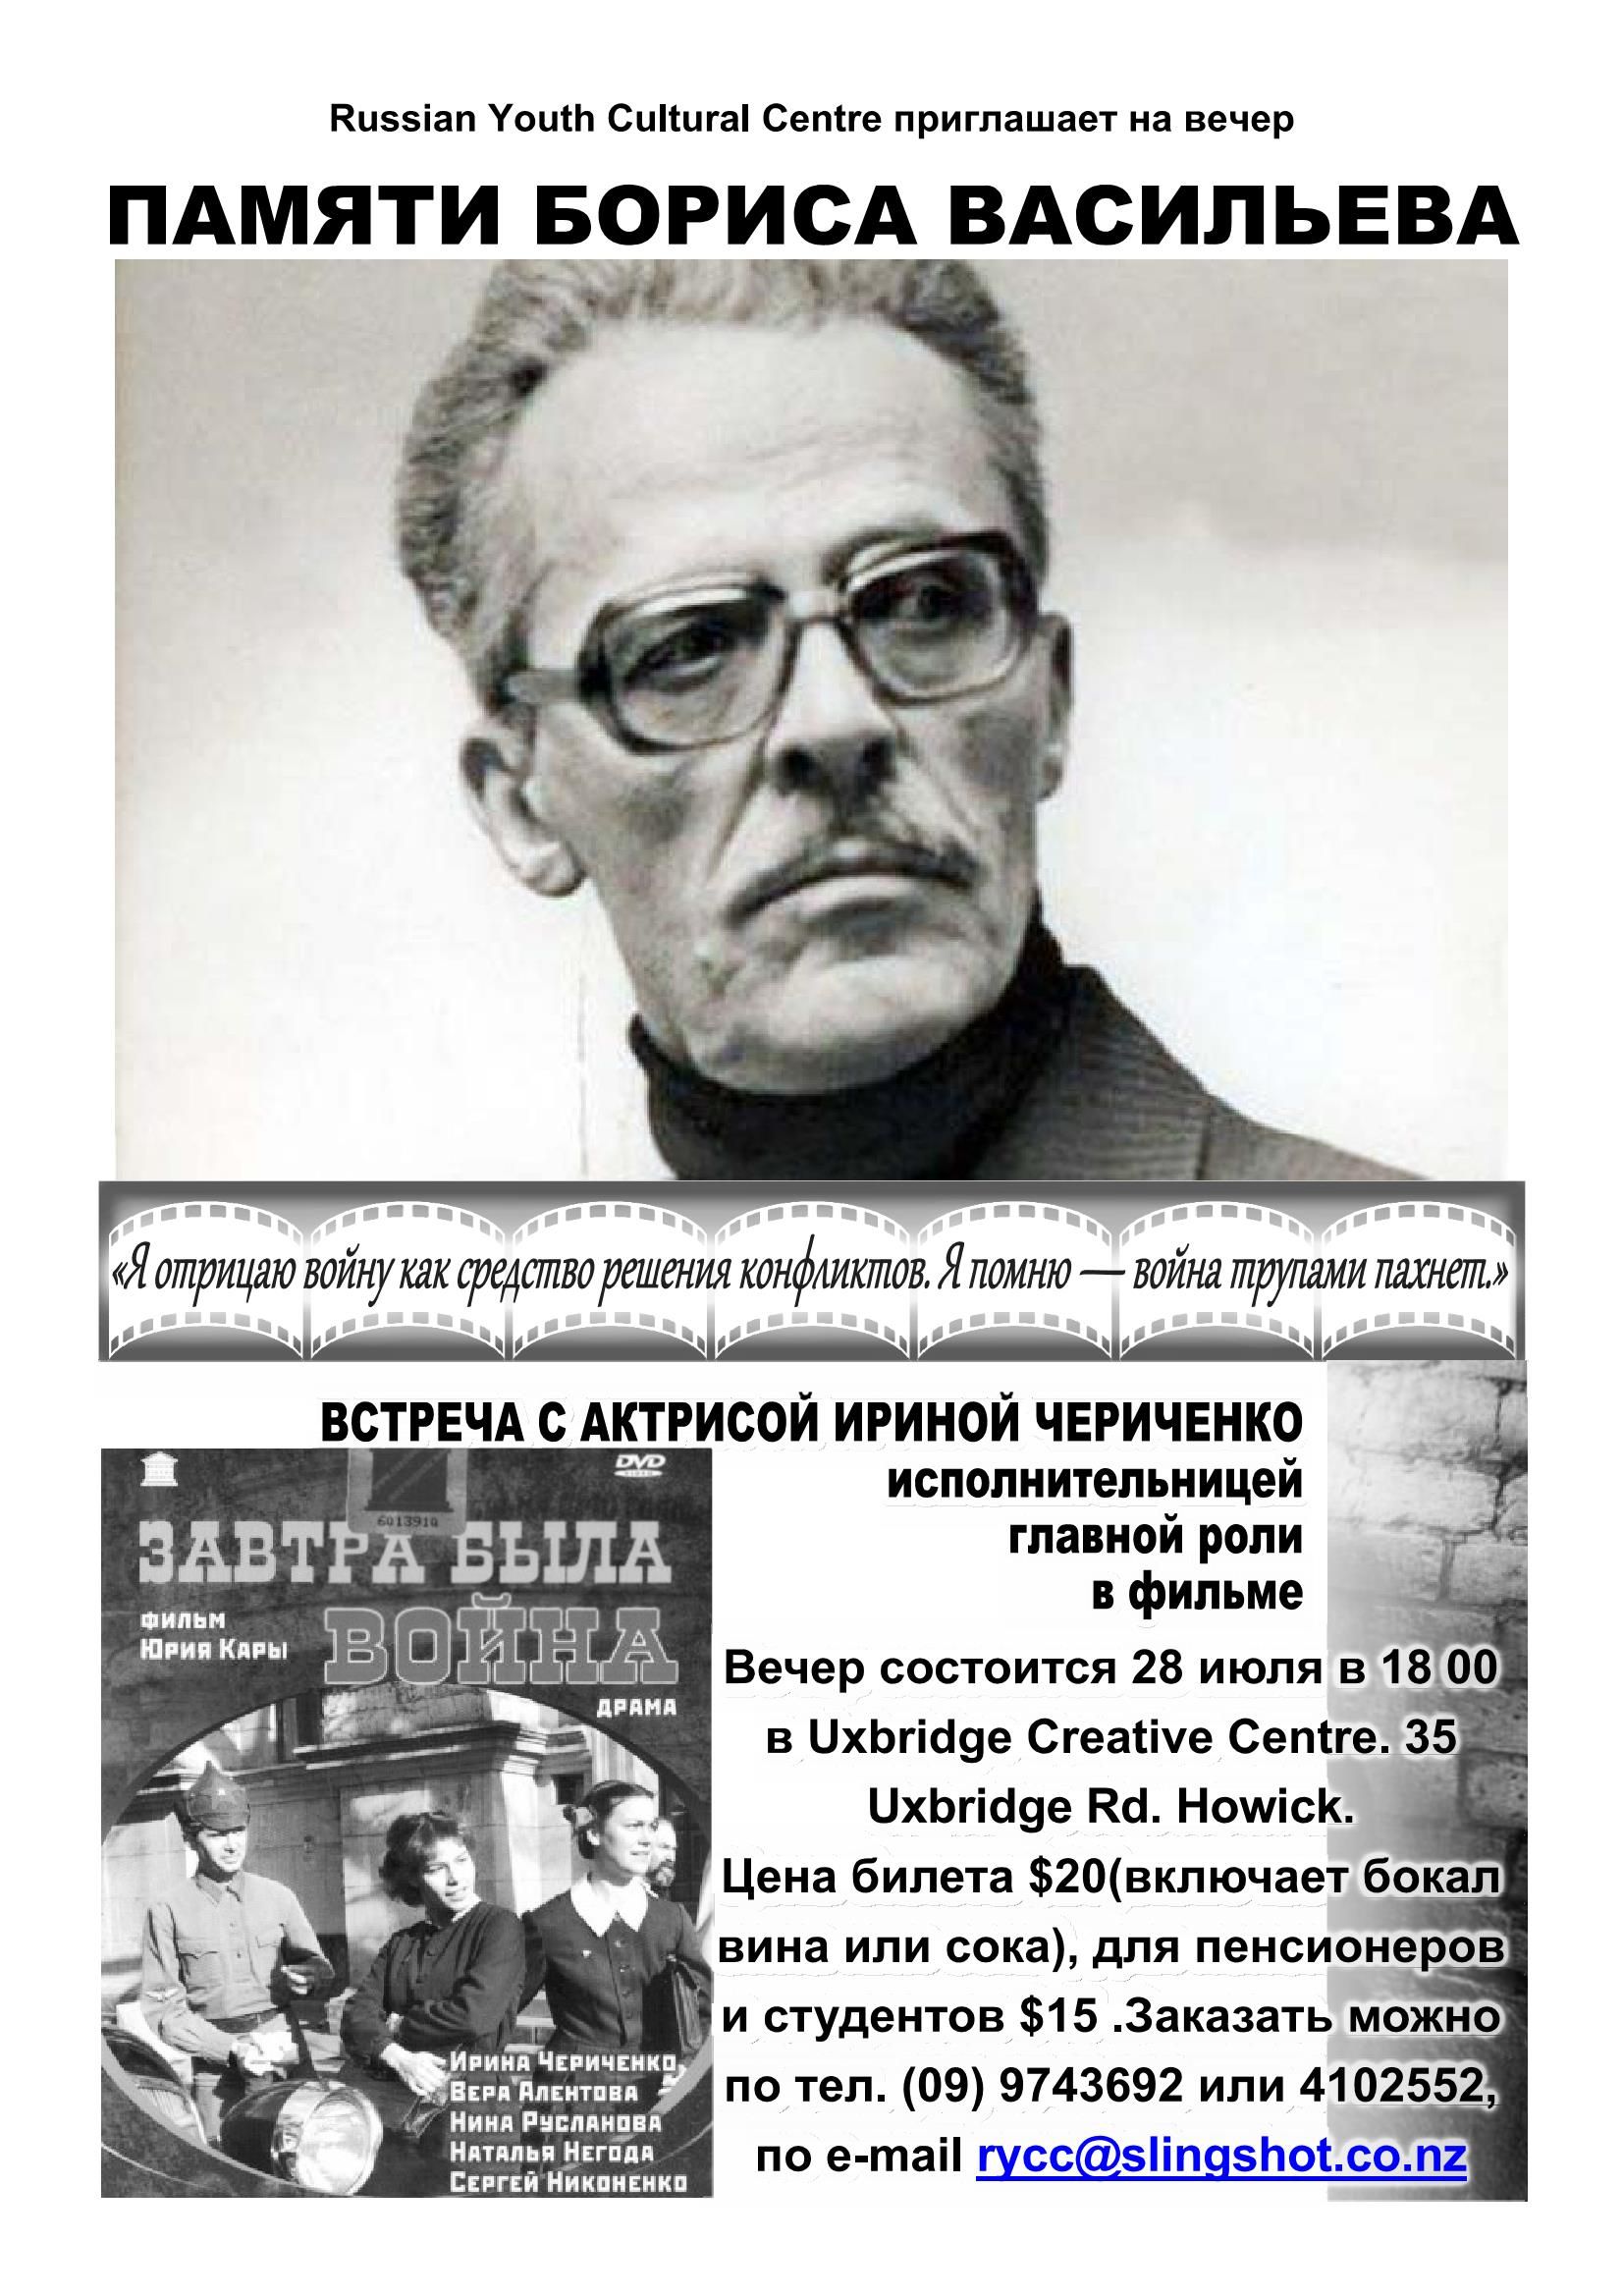 Russian Youth Cultural Centre приглашает на вечер
ПАМЯТИ БОРИСА ВАСИЛЬЕВА
«Я отрицаю войну как средство решения конфликтов. Я помню — война трупами пахнет.»
ВСТРЕЧА С АКТРИСОЙ ИРИНОЙ ЧЕРИЧЕНКО
исполнительницей
главной роли
в фильме
DVD
VIDEO
ЗАВТРА БЫЛА
ВОЙНА
ФИЛЬМ
ЮРИЯ КАРЫ
ДРАМА
ИРИНА ЧЕРИЧЕНКО,
ВЕРА АЛЕНТОВА
НИНА РУСЛАНОВА
НАТАЛЬЯ НЕГОДА
СЕРГЕЙ НИКОНЕНКО
Вечер состоится 28 июля в 18 00
в Uxbridge Creative Centre. 35
Uxbridge Rd. Howick.
Цена билета $20(включает бокал
вина или сока), для пенсионеров
и студентов $15 .Заказать можно
по тел. (09) 9743692 или 4102552,
по e-mail rycc@slingshot.co.nz